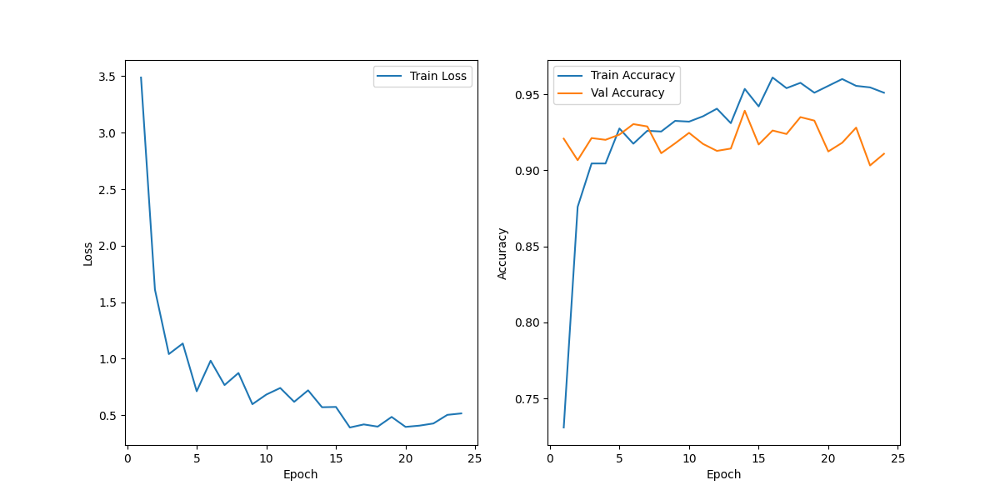 3.5
3.0
2.5
2.0
1.5
1.0
0.5
Loss
0 5 10 15 20 25
Epoch
Train Loss
0.95
0.90
0.85
0.80
0.75
Accuracy
0 5 10 15 20 25
Epoch
Train Accuracy
Val Accuracy